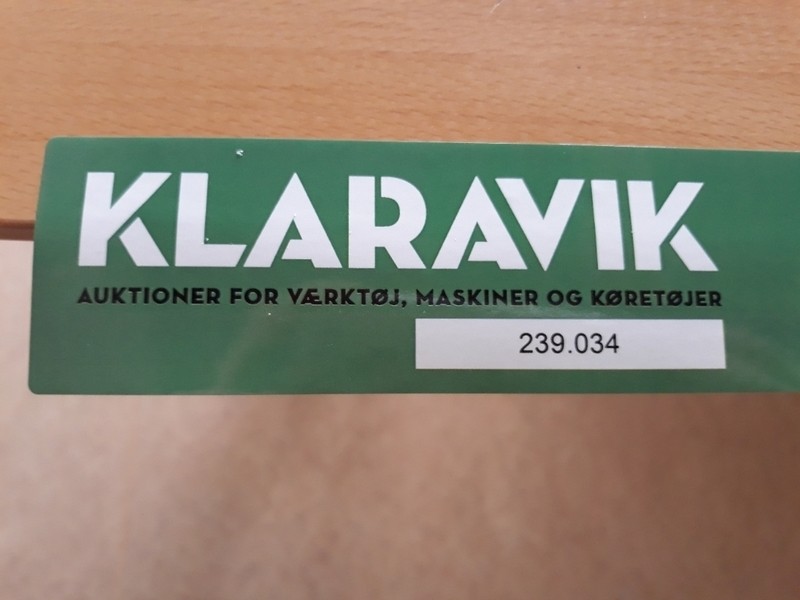 KLARAVIK
AUKTIONER FOR VÆRKTØJ, MASKINER OG KØRETØJER
239.034